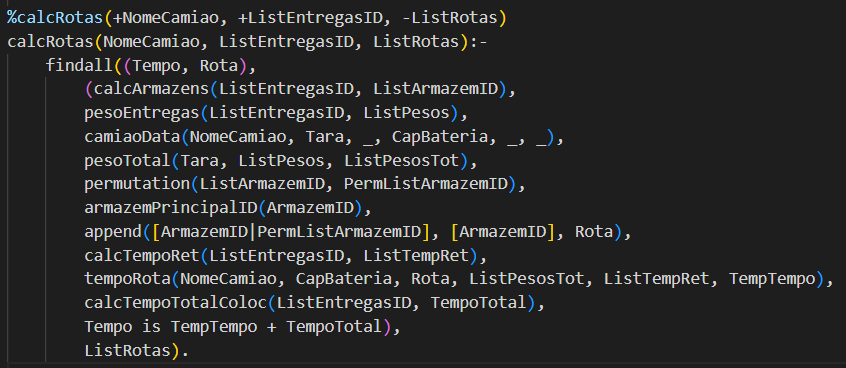 %calcRotas(+NomeCamiao, +ListEntregasID, -ListRotas)
calcRotas(NomeCamiao, ListEntregasID, ListRotas):-
    findall((Tempo, Rota),
        (calcArmazens(ListEntregasID, ListArmazemID),
        pesoEntregas(ListEntregasID, ListPesos),
        camiaoData(NomeCamiao, Tara, _, CapBateria, _, _),
        pesoTotal(Tara, ListPesos, ListPesosTot),
        permutation(ListArmazemID, PermListArmazemID),
        armazemPrincipalID(ArmazemID),
        append([ArmazemID|PermListArmazemID], [ArmazemID], Rota),
        calcTempoRet(ListEntregasID, ListTempRet),
        tempoRota(NomeCamiao, CapBateria, Rota, ListPesosTot, ListTempRet, TempTempo),
        calcTempoTotalColoc(ListEntregasID, TempoTotal),
        Tempo is TempTempo + TempoTotal),
        ListRotas).